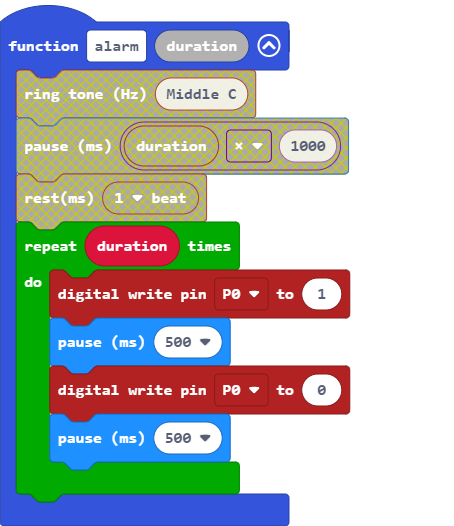 function alarm duration
ring tone (Hz) Middle C
pause (ms) duration × 1000
rest(ms) 1 beat
repeat duration times
do
digital write pin P0 to 1
pause (ms) 500
digital write pin P0 to 0
pause (ms) 500